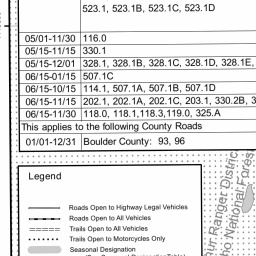 523.1, 523.1B, 523.1C, 523.1D
05/01-11/30 116.0
05/15-11/15 330.1
05/15-12/01 328.1, 328.1B, 328.1C, 328.1D, 328.1E,
06/15-01/15 507.1C
06/15-10/15 114.1, 507.1A, 507.1B, 507.1D
06/15-11/15 202.1, 202.1A, 202.1C, 203.1, 330.2B, 3
06/15-11/30 118.0, 118.1,118.3,119.0, 325.A
This applies to the following County Roads
01/01-12/31 Boulder County: 93, 96
Legend
Roads Open to Highway Legal Vehicles
Roads Open to All Vehicles
Trails Open to All Vehicles
Trails Open to Motorcycles Only
Seasonal Designation
ur Ranger Distric
ho National Fores